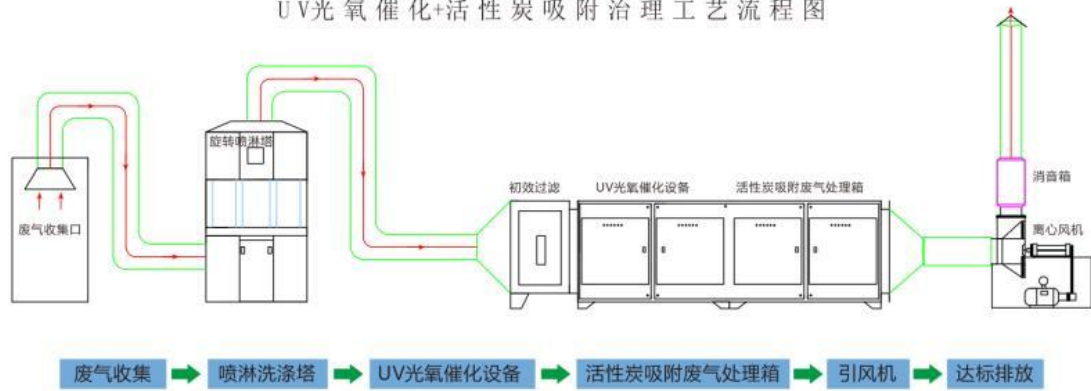 UV光氧催化+活性炭吸附治理工艺流程图
旋转喷淋塔
初效过滤
UV光氧催化设备
活性炭吸附废气处理箱
消音箱
废气收集口
离心风机
废气收集
喷淋洗涤塔
UV光氧催化设备
活性炭吸附废气处理箱
引风机
达标排放